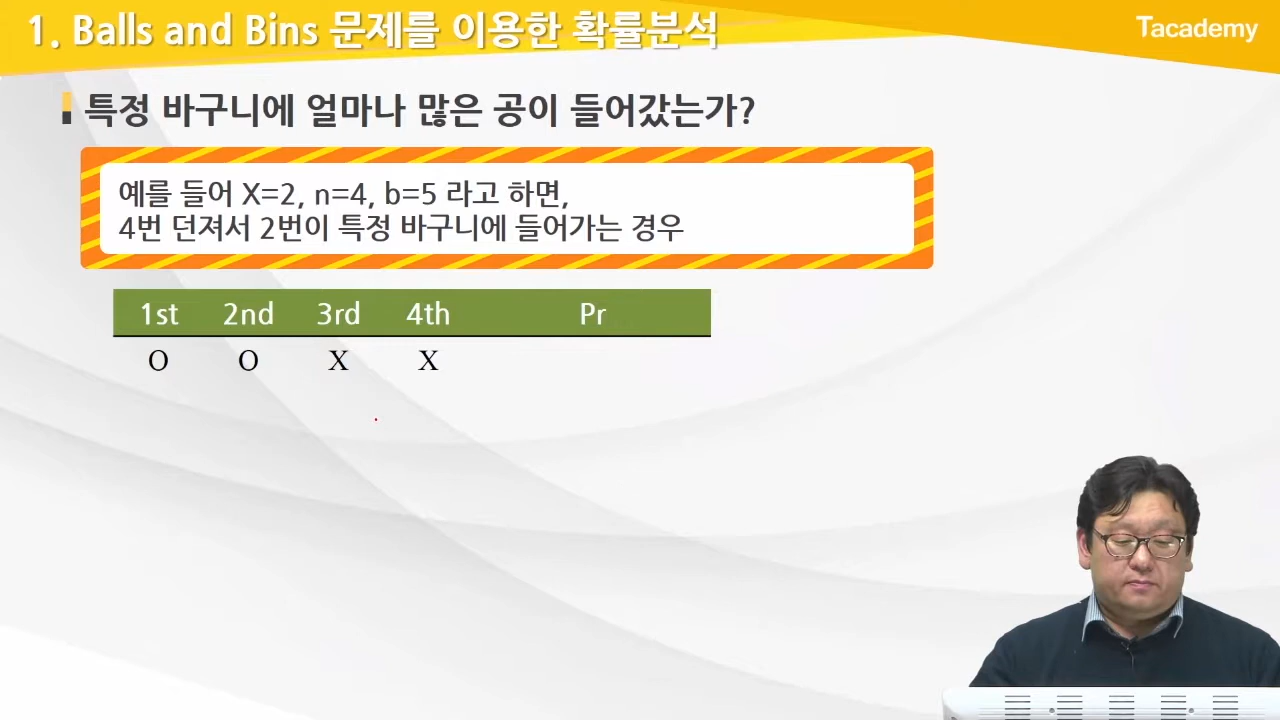 1. Balls and Bins 문제를 이용한 확률분석
Tacademy
특정 바구니에 얼마나 많은 공이 들어갔는가?
예를 들어 X=2, n=4, b=5 라고 하면,
4번 던져서 2번이 특정 바구니에 들어가는 경우
1st 2nd 3rd 4th Pr
O O X X